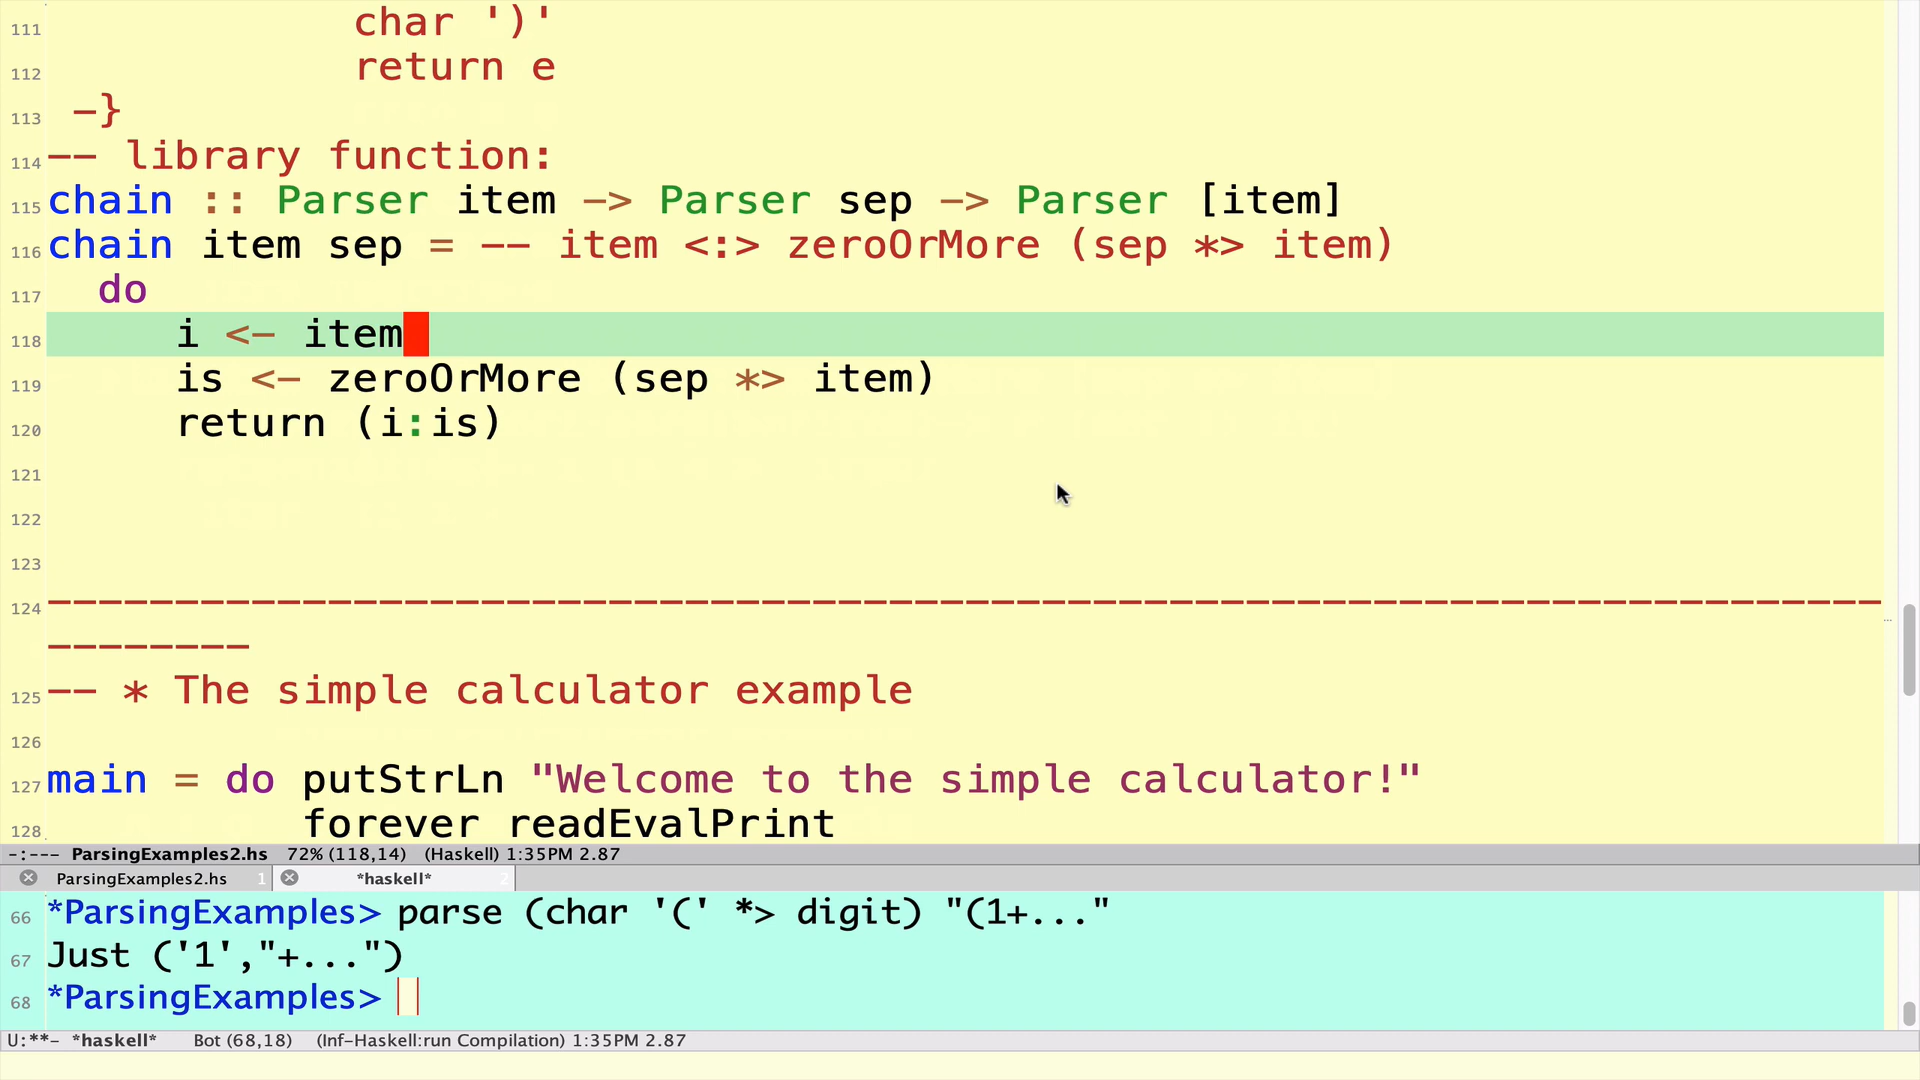 111 char ')'
112 return e
113 -}
114 -- library function:
115 chain :: Parser item -> Parser sep -> Parser [item]
116 chain item sep = -- item <:> zeroOrMore (sep *> item)
117 do
118 i <- item
119 is <- zeroOrMore (sep *> item)
120 return (i:is)
121
122
123
124 --------------------------------------------------------------------------------
125 -- * The simple calculator example
126
127 main = do putStrLn "Welcome to the simple calculator!"
128 forever readEvalPrint
-:--- ParsingExamples2.hs 72% (118,14) (Haskell) 1:35PM 2.87
ParsingExamples2.hs 1 *haskell* 2
66 *ParsingExamples> parse (char '(' *> digit) "(1+..."
67 Just ('1',"+...")
68 *ParsingExamples>
U:**- *haskell* Bot (68,18) (Inf-Haskell:run Compilation) 1:35PM 2.87